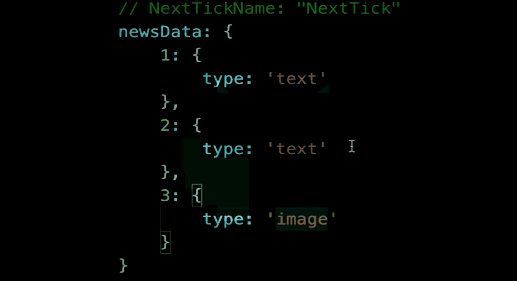 // NextTickName: "NextTick"
newsData: {
1: {
type: 'text'
},
2: {
type: 'text'
},
3: {
type: 'image'
}
}